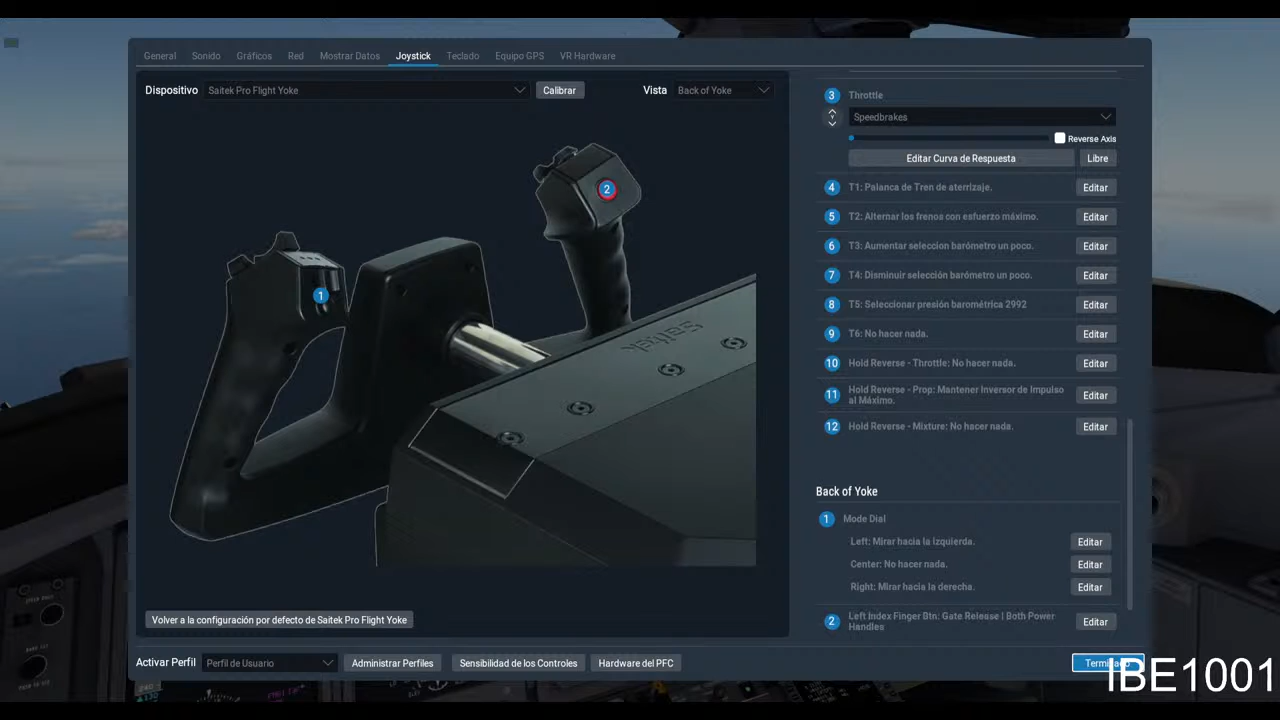 General Sonido Gráficos Red Mostrar Datos Joystick Teclado Equipo GPS VR Hardware
Dispositivo Saitek Pro Flight Yoke Calibrar Vista Back of Yoke
2
1
saitek
Volver a la configuración por defecto de Saitek Pro Flight Yoke
3 Throttle
Y Speedbrakes
Reverse Axis
Editar Curva de Respuesta Libre
4 T1: Palanca de Tren de aterrizaje. Editar
5 T2: Alternar los frenos con esfuerzo máximo. Editar
6 T3: Aumentar seleccion barómetro un poco. Editar
7 T4: Disminuir selección barómetro un poco. Editar
8 T5: Seleccionar presión barométrica 2992 Editar
9 T6: No hacer nada. Editar
10 Hold Reverse - Throttle: No hacer nada. Editar
11 Hold Reverse - Prop: Mantener Inversor de Impulso
al Máximo. Editar
12 Hold Reverse - Mixture: No hacer nada. Editar
Back of Yoke
1 Mode Dial
Left: Mirar hacia la izquierda. Editar
Center: No hacer nada. Editar
Right: Mirar hacia la derecha. Editar
2 Left Index Finger Btn: Gate Release | Both Power
Handles Editar
Activar Perfil Perfil de Usuario Administrar Perfiles Sensibilidad de los Controles Hardware del PFC
IBE1001